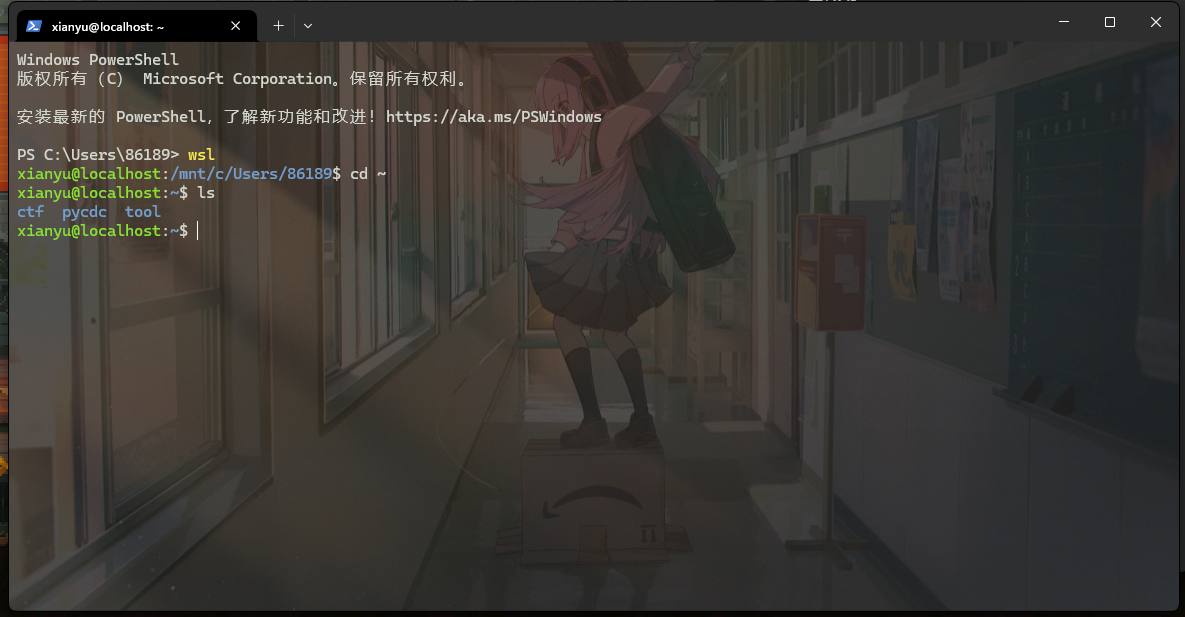 xianyu@localhost: ~
Windows PowerShell
版权所有（C） Microsoft Corporation。保留所有权利。
安装最新的 PowerShell，了解新功能和改进！https://aka.ms/PSWindows
PS C:\Users\86189> wsl
xianyu@localhost:/mnt/c/Users/86189$ cd ~
xianyu@localhost:~$ ls
ctf  pycdc  tool
xianyu@localhost:~$